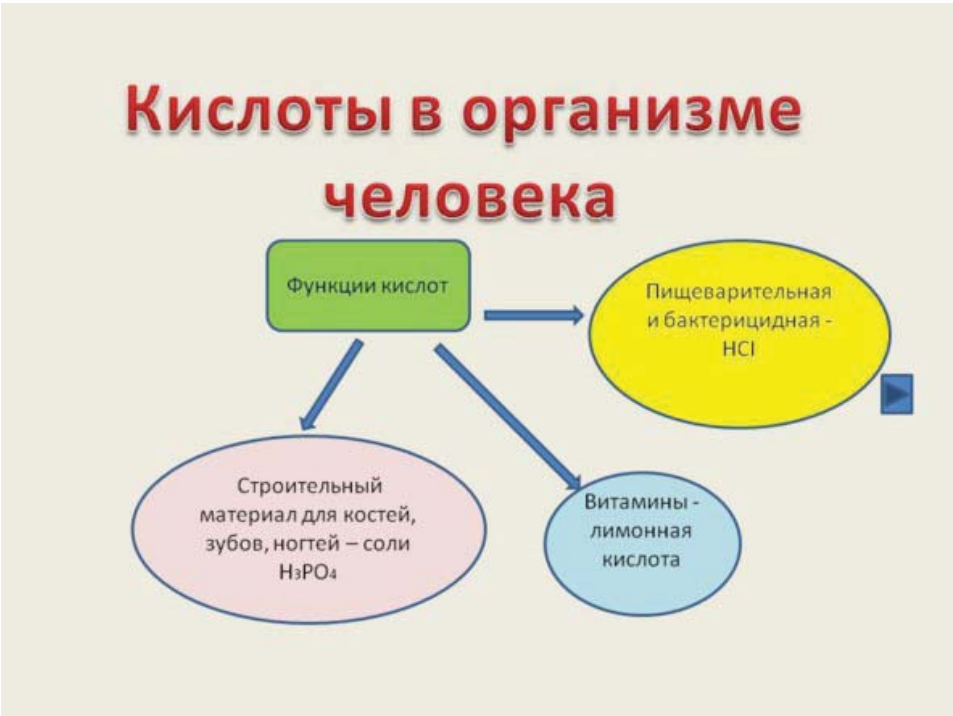 Кислоты в организме
человека
Функции кислот
Пищеварительная
и бактерицидная -
HCl
Строительный
материал для костей,
зубов, ногтей – соли
H₃PO₄
Витамины -
лимонная
кислота